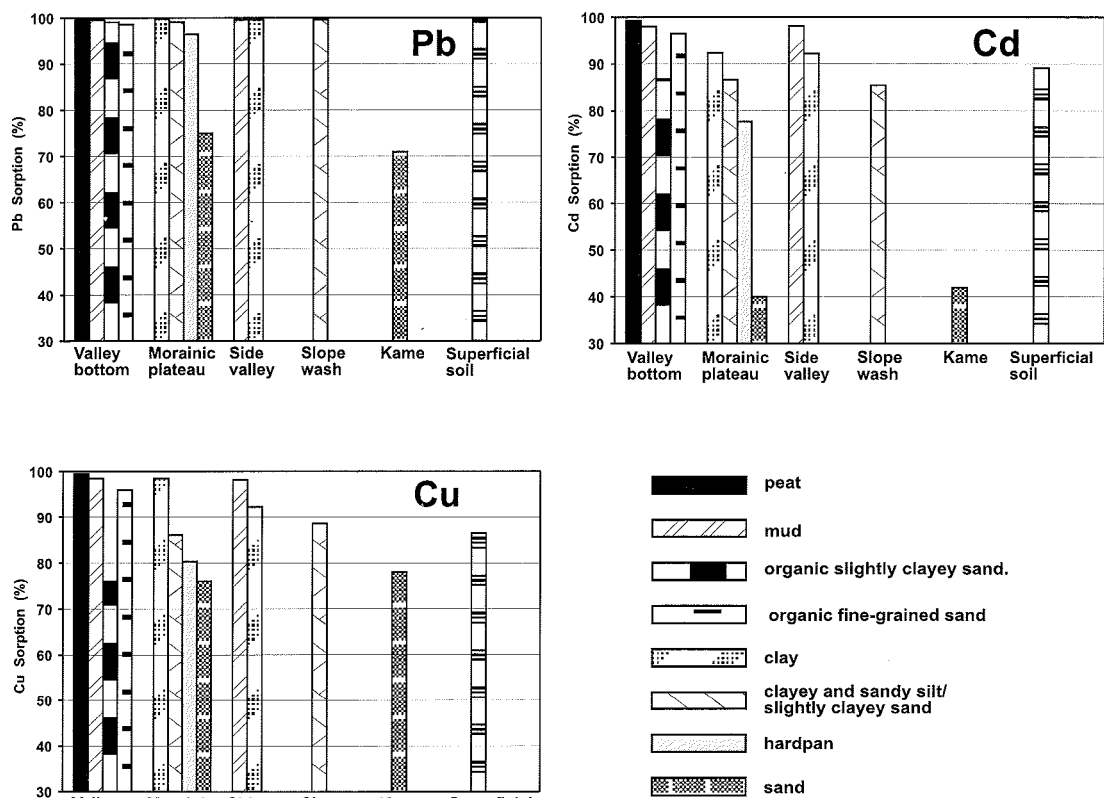 Pb
Pb Sorption (%)
100
90
80
70
60
50
40
30
Valley bottom
Morainic plateau
Side valley
Slope wash
Kame
Superficial soil
Cd
Cd Sorption (%)
100
90
80
70
60
50
40
30
Valley bottom
Morainic plateau
Side valley
Slope wash
Kame
Superficial soil
Cu
Cu Sorption (%)
100
90
80
70
60
50
40
30
peat
mud
organic slightly clayey sand.
organic fine-grained sand
clay
clayey and sandy silt/
slightly clayey sand
hardpan
sand